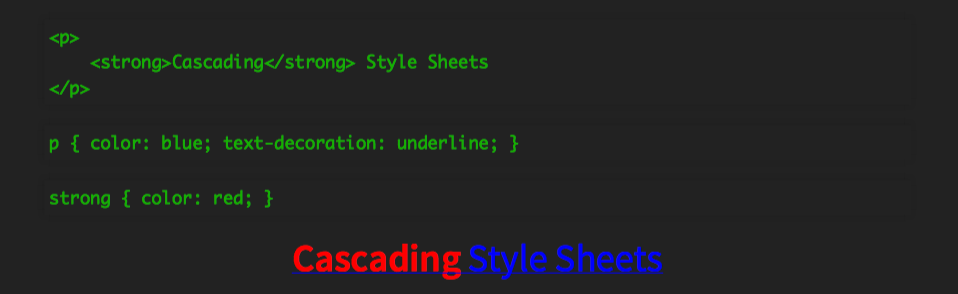 <p>
    <strong>Cascading</strong> Style Sheets
</p>
p { color: blue; text-decoration: underline; }
strong { color: red; }
Cascading Style Sheets